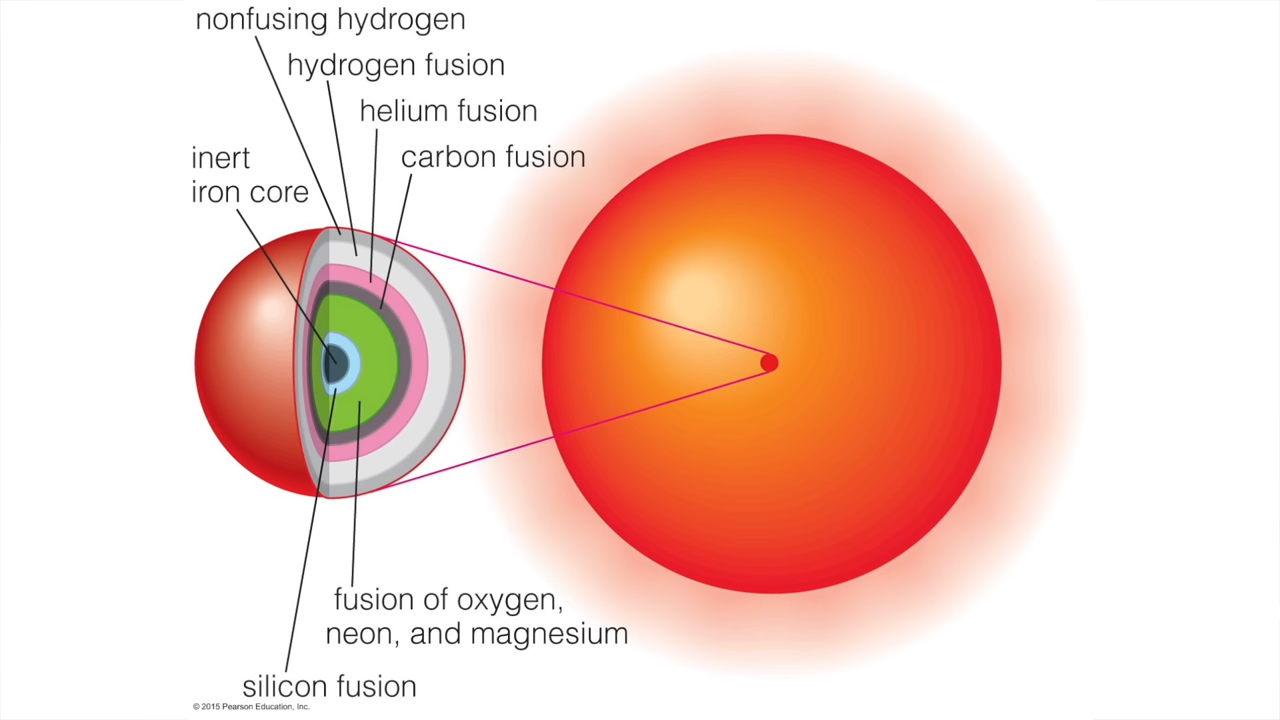 nonfusing hydrogen
hydrogen fusion
helium fusion
carbon fusion
inert
iron core
fusion of oxygen,
neon, and magnesium
silicon fusion
© 2015 Pearson Education, Inc.